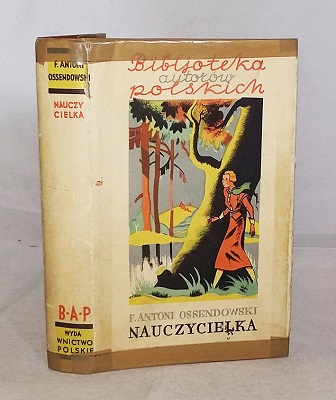 F. ANTONI
OSSENDOWSKI
NAUCZY
CIELKA
B·A·P
WYDA
WNICTWO
POLSKIE
Bibljoteka
autorów
polskich
F. ANTONI OSSENDOWSKI
NAUCZYCIELKA